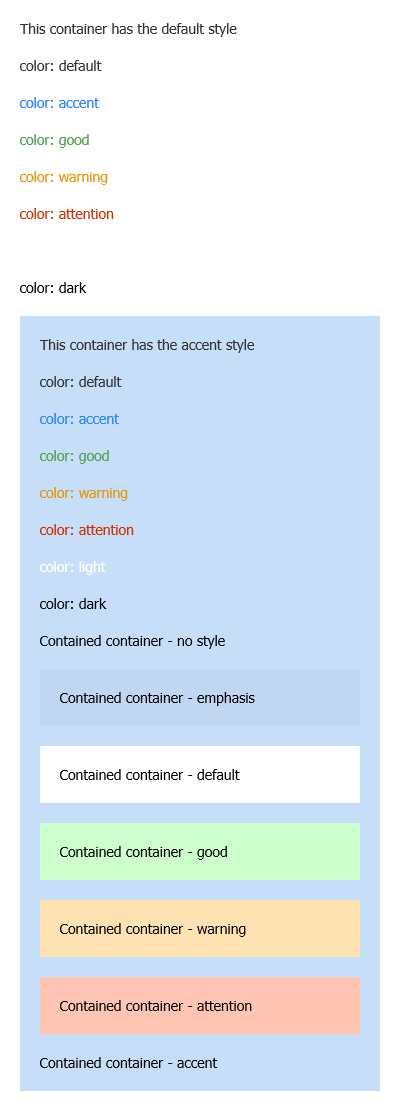 This container has the default style
color: default
color: accent
color: good
color: warning
color: attention
color: dark
This container has the accent style
color: default
color: accent
color: good
color: warning
color: attention
color: light
color: dark
Contained container - no style
Contained container - emphasis
Contained container - default
Contained container - good
Contained container - warning
Contained container - attention
Contained container - accent